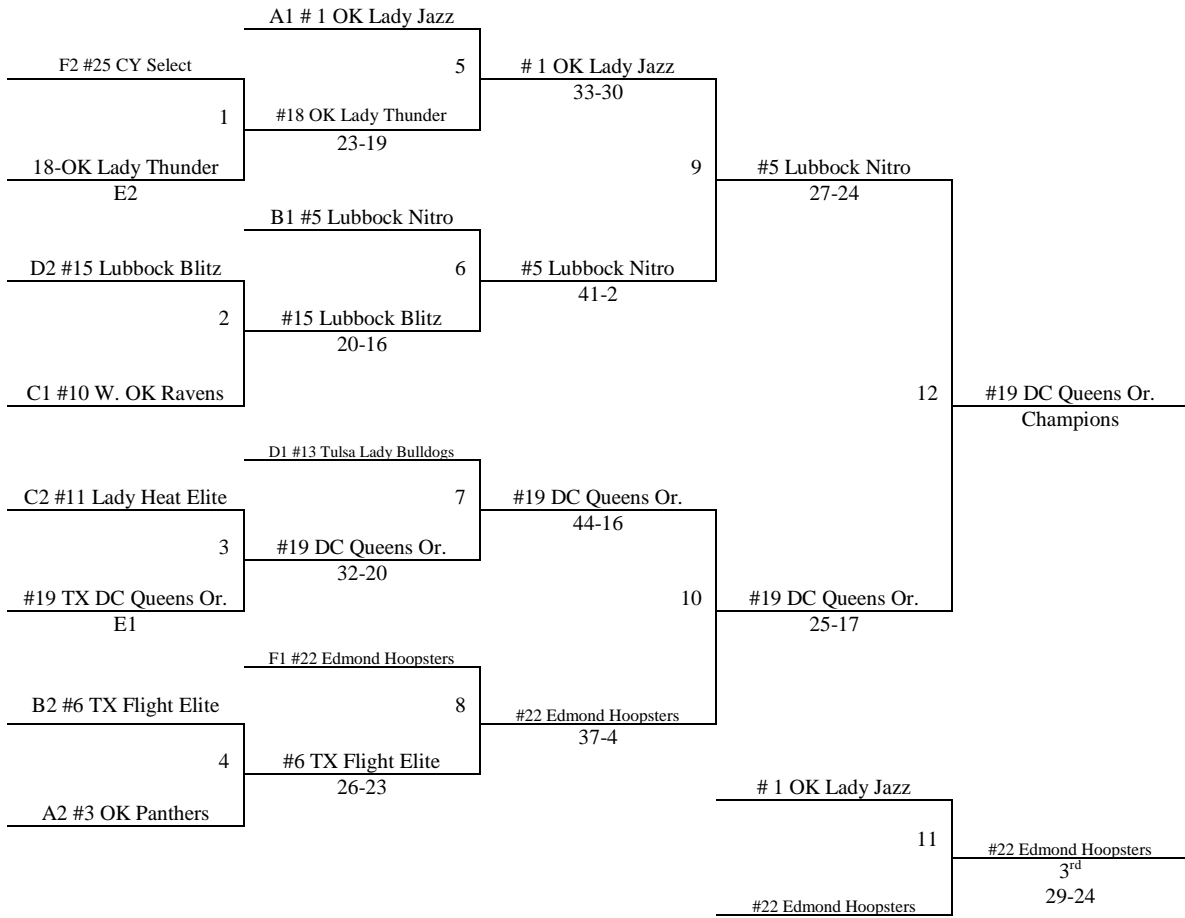 A1 # 1 OK Lady Jazz
F2 #25 CY Select
5
# 1 OK Lady Jazz
33-30
1
#18 OK Lady Thunder
23-19
18-OK Lady Thunder
E2
9
#5 Lubbock Nitro
27-24
B1 #5 Lubbock Nitro
D2 #15 Lubbock Blitz
6
#5 Lubbock Nitro
41-2
2
#15 Lubbock Blitz
20-16
C1 #10 W. OK Ravens
12
#19 DC Queens Or.
Champions
D1 #13 Tulsa Lady Bulldogs
C2 #11 Lady Heat Elite
7
#19 DC Queens Or.
44-16
3
#19 DC Queens Or.
32-20
#19 TX DC Queens Or.
E1
10
#19 DC Queens Or.
25-17
F1 #22 Edmond Hoopsters
B2 #6 TX Flight Elite
8
#22 Edmond Hoopsters
37-4
4
#6 TX Flight Elite
26-23
A2 #3 OK Panthers
# 1 OK Lady Jazz
11
#22 Edmond Hoopsters
3rd
29-24
#22 Edmond Hoopsters